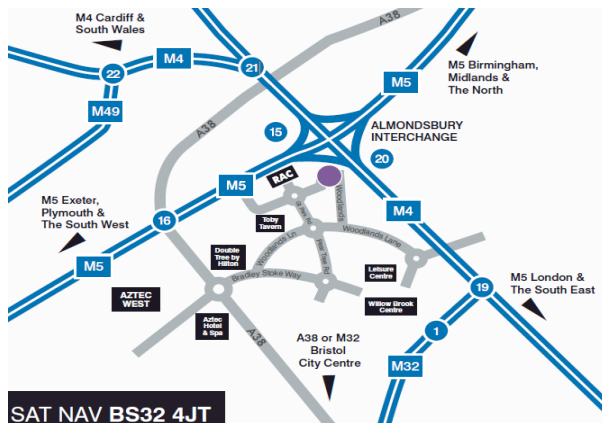 M4 Cardiff &
South Wales
A38
M5 Birmingham,
Midlands &
The North
22
M4
21
M5
M49
A38
15
ALMONDSBURY
INTERCHANGE
20
RAC
M5
M5 Exeter,
Plymouth &
The South West
16
Woodlands
M4
Toby
Tavern
Woodlands Lane
Woodlands Ln
Pear Tree Rd
Double
Tree by
Hilton
M5
Bradley Stoke Way
Leisure
Centre
M5 London &
The South East
19
AZTEC
WEST
Willow Brook
Centre
Aztec
Hotel
& Spa
A38
1
A38 or M32
Bristol
City Centre
M32
SAT NAV BS32 4JT